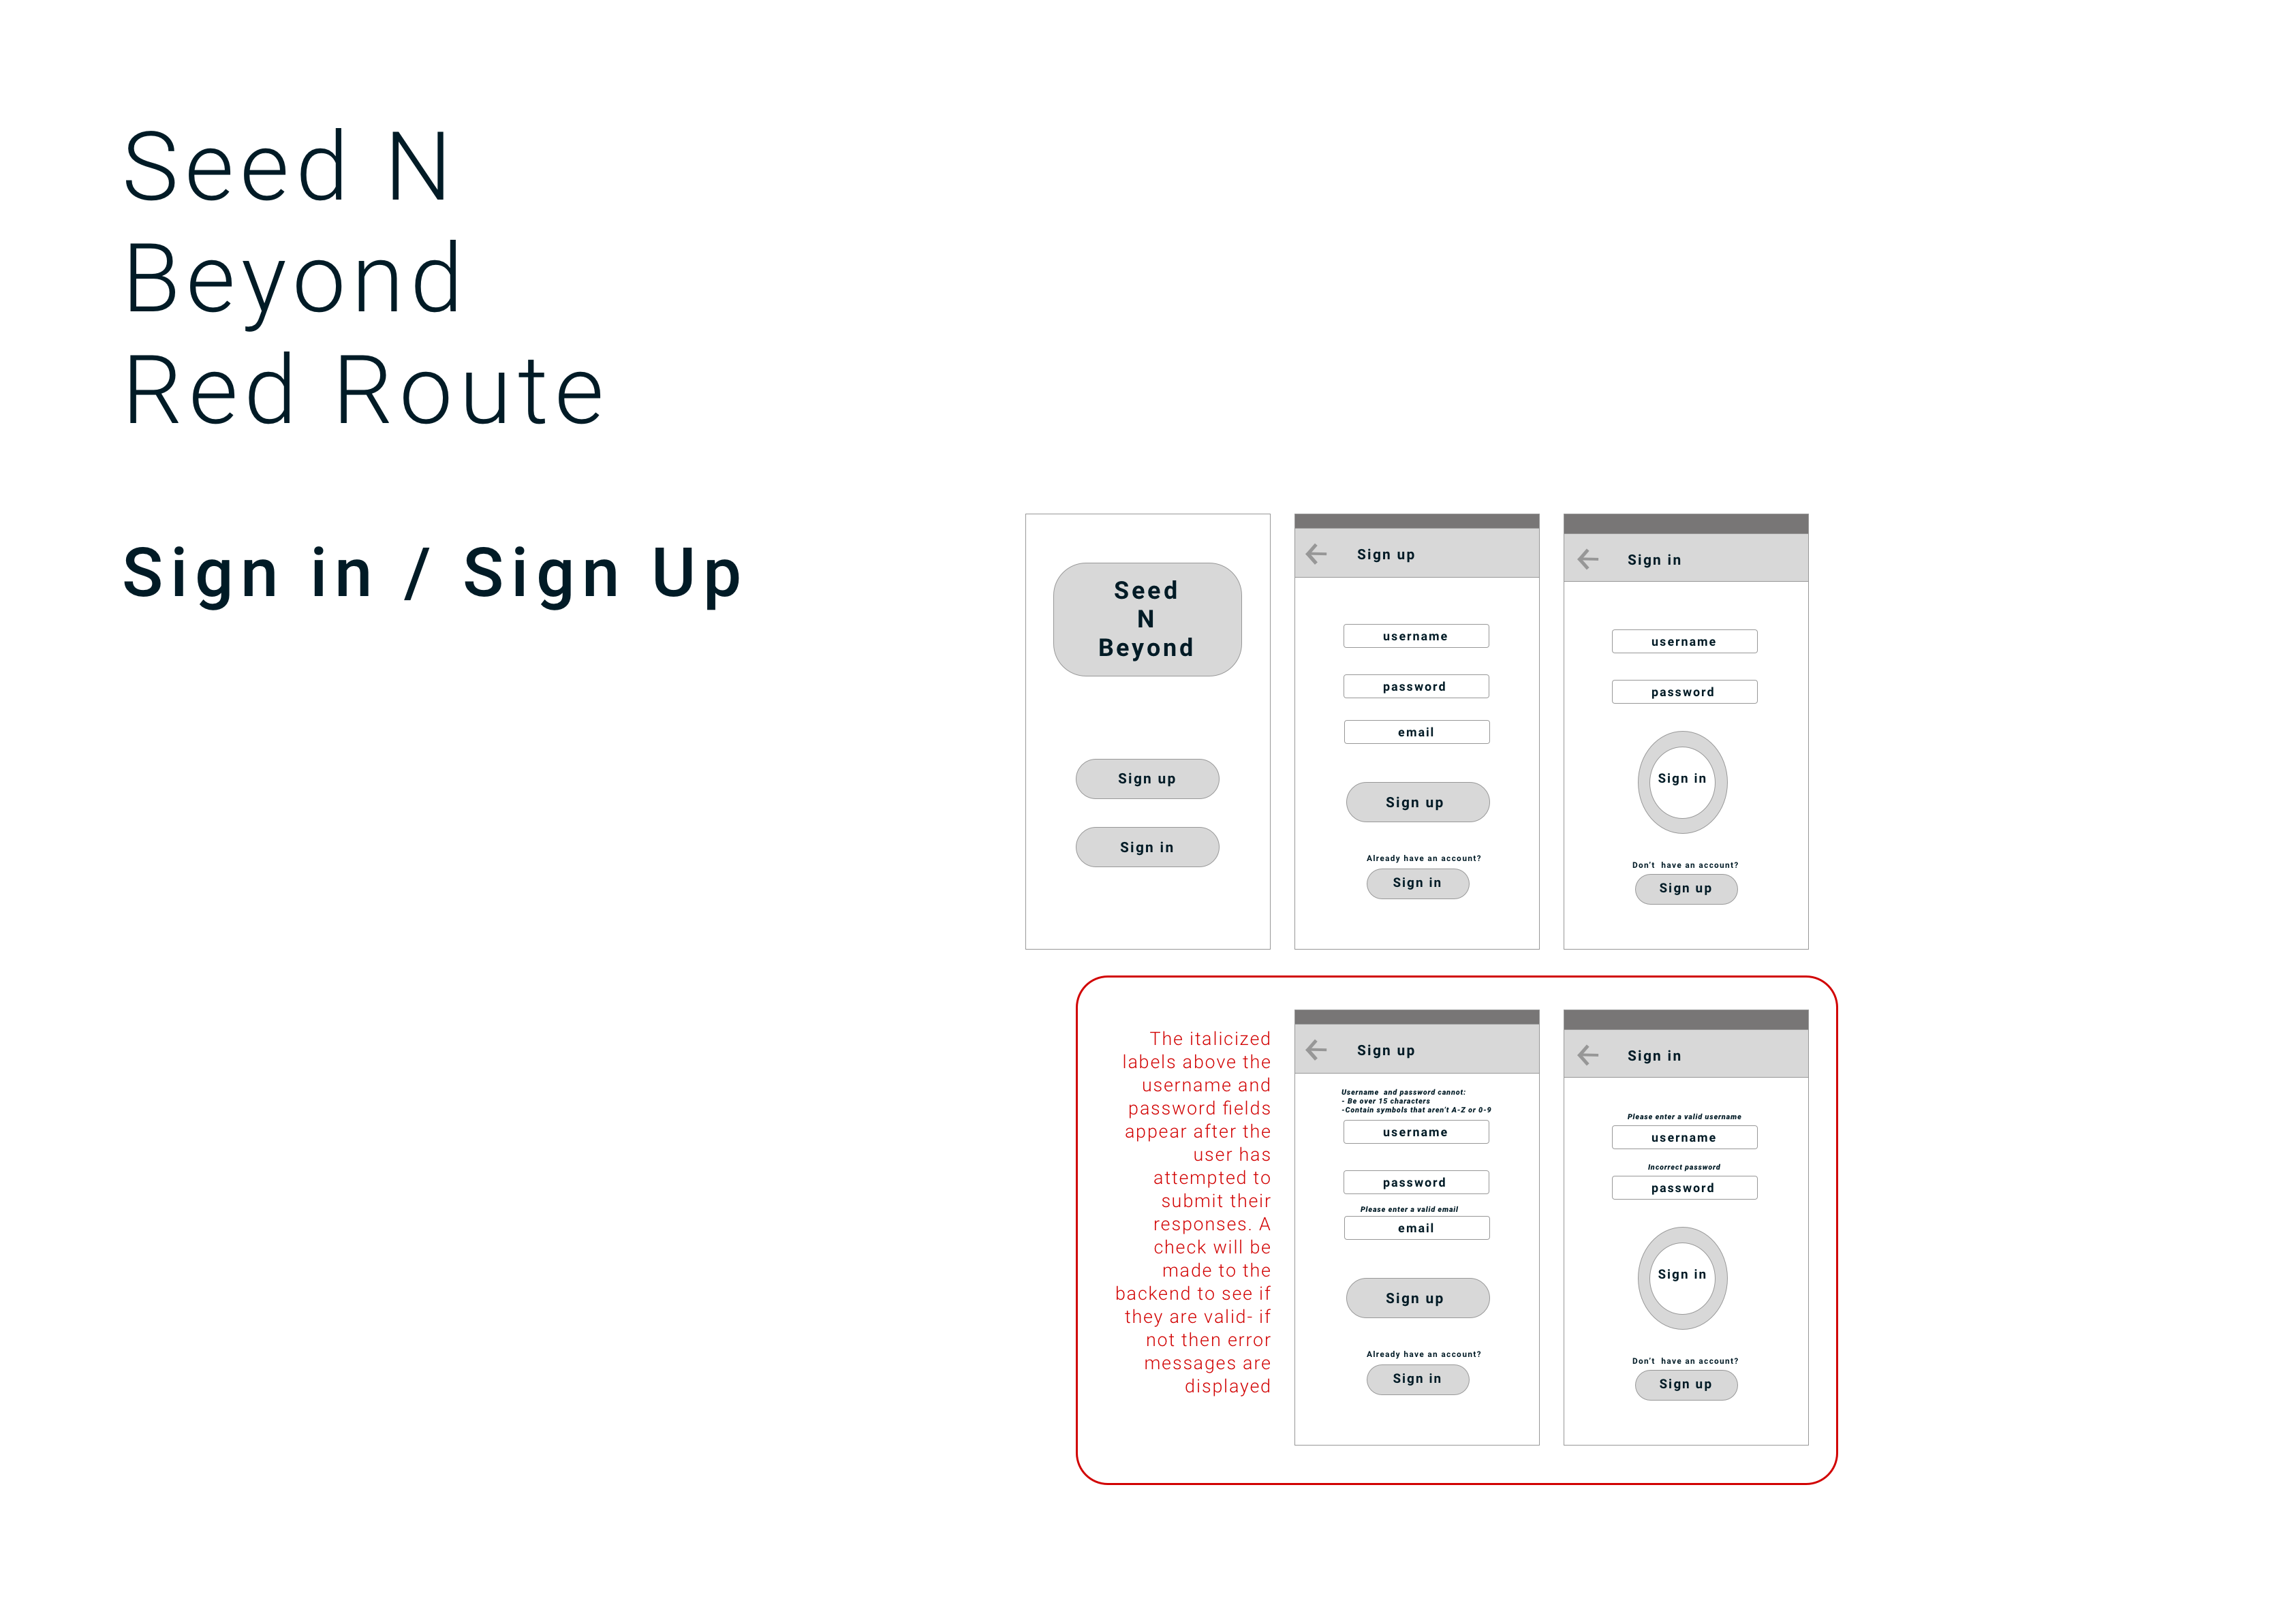 Seed N
Beyond
Red Route
Sign in / Sign Up
Seed
N
Beyond
Sign up
Sign in
Sign up
username
password
email
Sign up
Already have an account?
Sign in
Sign in
username
password
Sign in
Don't  have an account?
Sign up
The italicized
labels above the
username and
password fields
appear after the
user has
attempted to
submit their
responses. A
check will be
made to the
backend to see if
they are valid- if
not then error
messages are
displayed
Sign up
Username  and password cannot:
- Be over 15 characters
-Contain symbols that aren't A-Z or 0-9
username
password
Please enter a valid email
email
Sign up
Already have an account?
Sign in
Sign in
Please enter a valid username
username
Incorrect password
password
Sign in
Don't  have an account?
Sign up